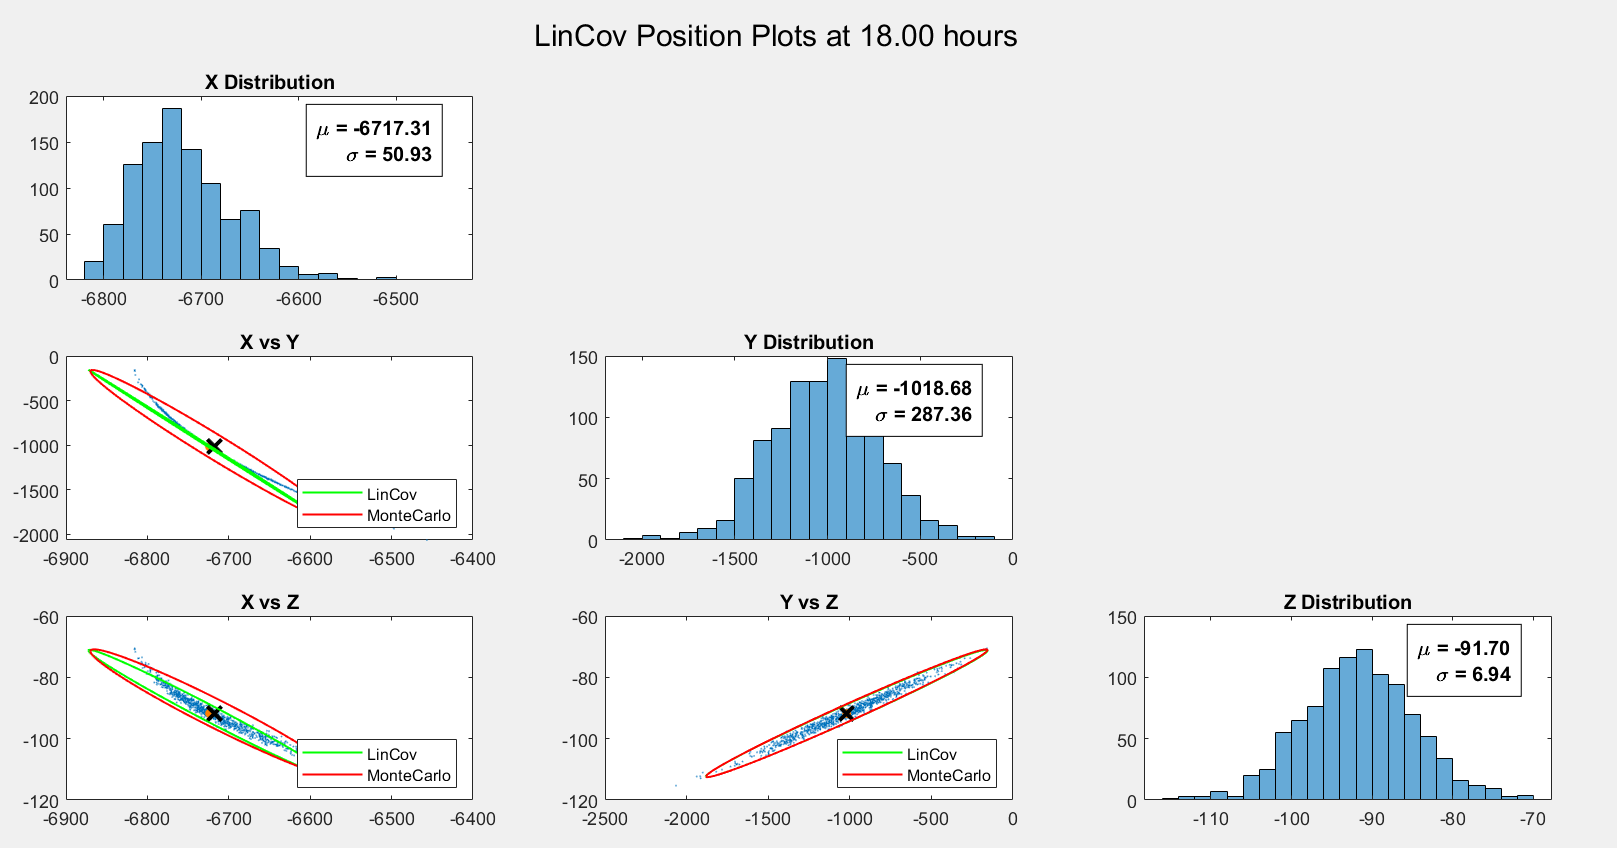 LinCov Position Plots at 18.00 hours
X Distribution
200
150
100
50
0
μ = -6717.31
σ = 50.93
-6800 -6700 -6600 -6500
X vs Y
0
-500
-1000
-1500
-2000
LinCov
MonteCarlo
-6900 -6800 -6700 -6600 -6500 -6400
Y Distribution
150
100
50
0
μ = -1018.68
σ = 287.36
-2000 -1500 -1000 -500 0
X vs Z
-60
-80
-100
-120
LinCov
MonteCarlo
-6900 -6800 -6700 -6600 -6500 -6400
Y vs Z
-60
-80
-100
-120
LinCov
MonteCarlo
-2500 -2000 -1500 -1000 -500 0
Z Distribution
150
100
50
0
μ = -91.70
σ = 6.94
-110 -100 -90 -80 -70